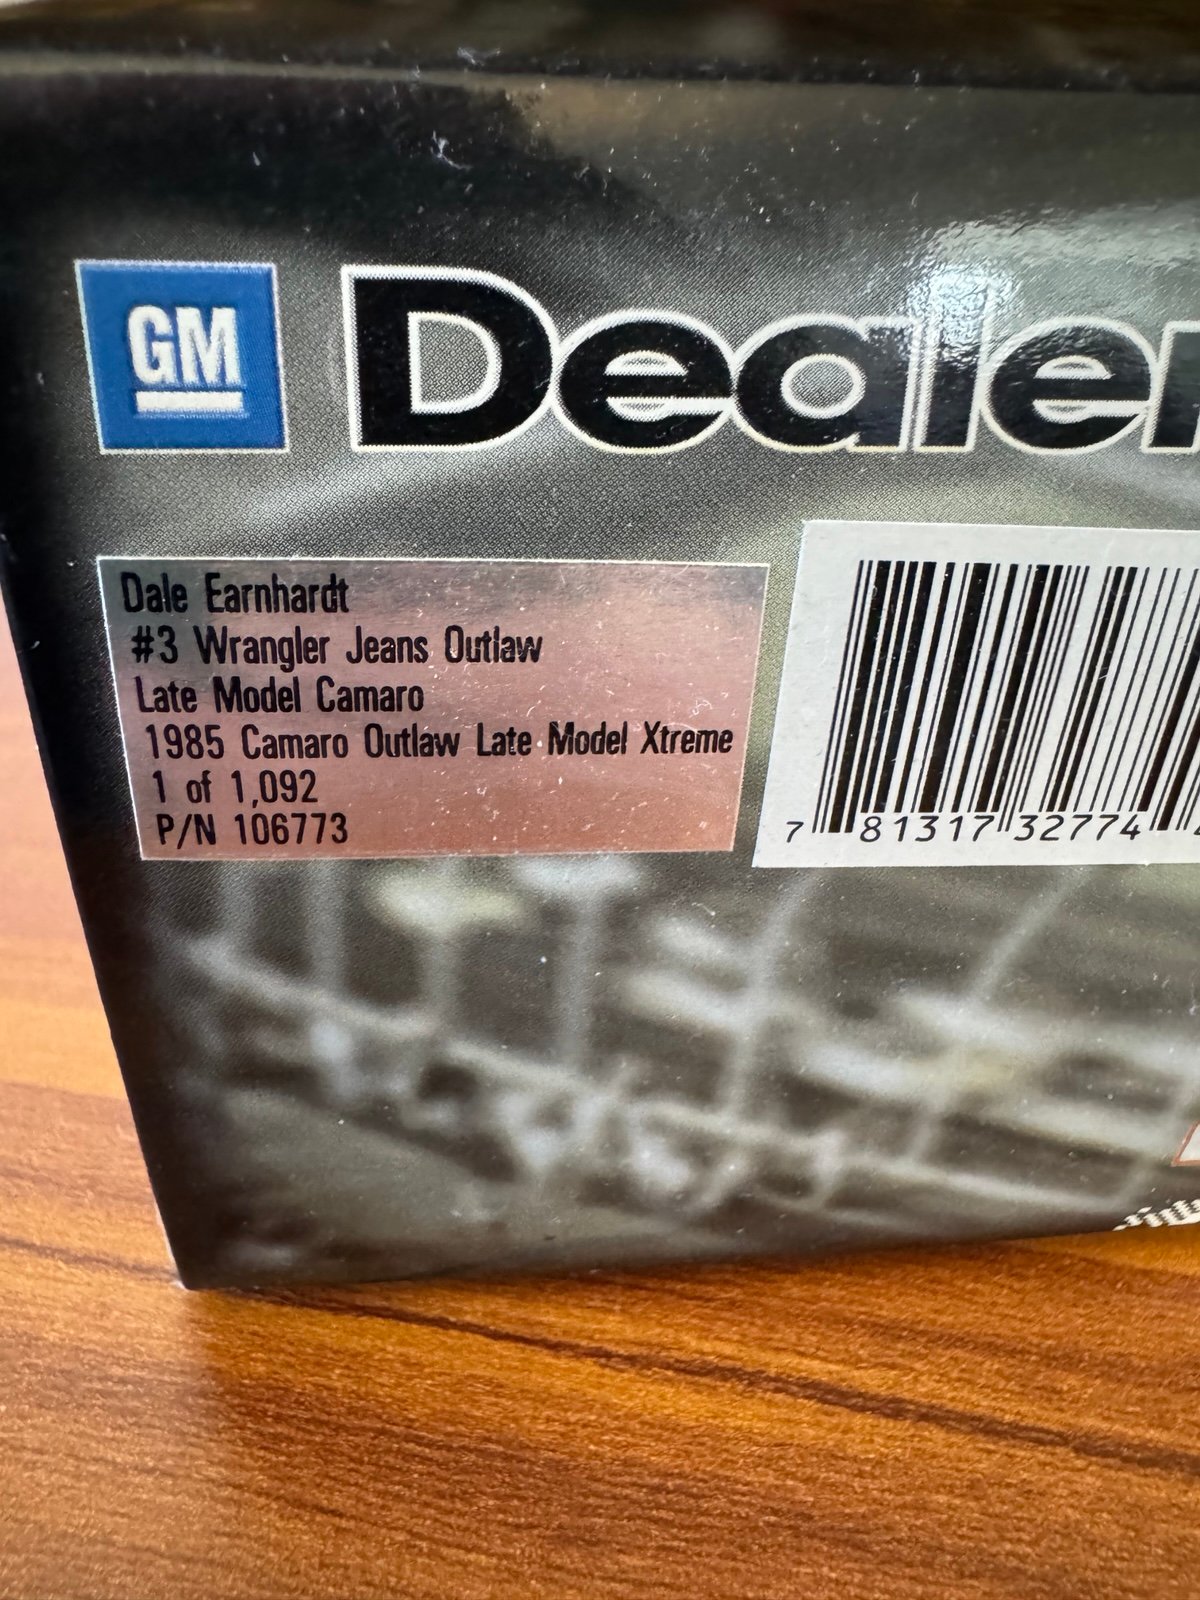 GM
Dealer
Dale Earnhardt
#3 Wrangler Jeans Outlaw
Late Model Camaro
1985 Camaro Outlaw Late Model Xtreme
1 of 1,092
P/N 106773
7 81317 32774